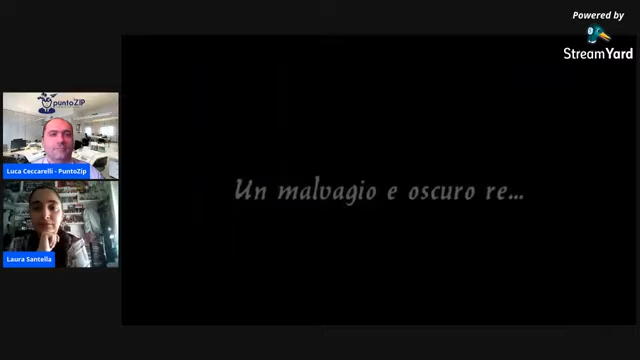 Powered by
StreamYard
puntoZIP
Luca Ceccarelli - PuntoZip
Un malvagio e oscuro re...
Laura Santella